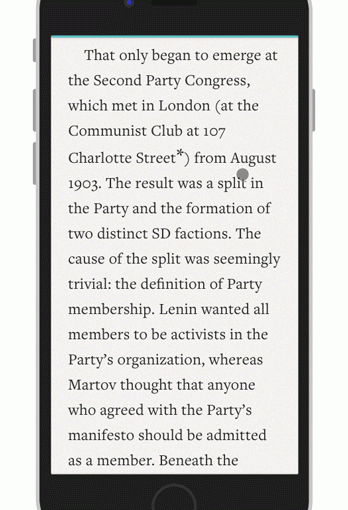 That only began to emerge at
the Second Party Congress,
which met in London (at the
Communist Club at 107
Charlotte Street*) from August
1903. The result was a split in
the Party and the formation of
two distinct SD factions. The
cause of the split was seemingly
trivial: the definition of Party
membership. Lenin wanted all
members to be activists in the
Party’s organization, whereas
Martov thought that anyone
who agreed with the Party’s
manifesto should be admitted
as a member. Beneath the